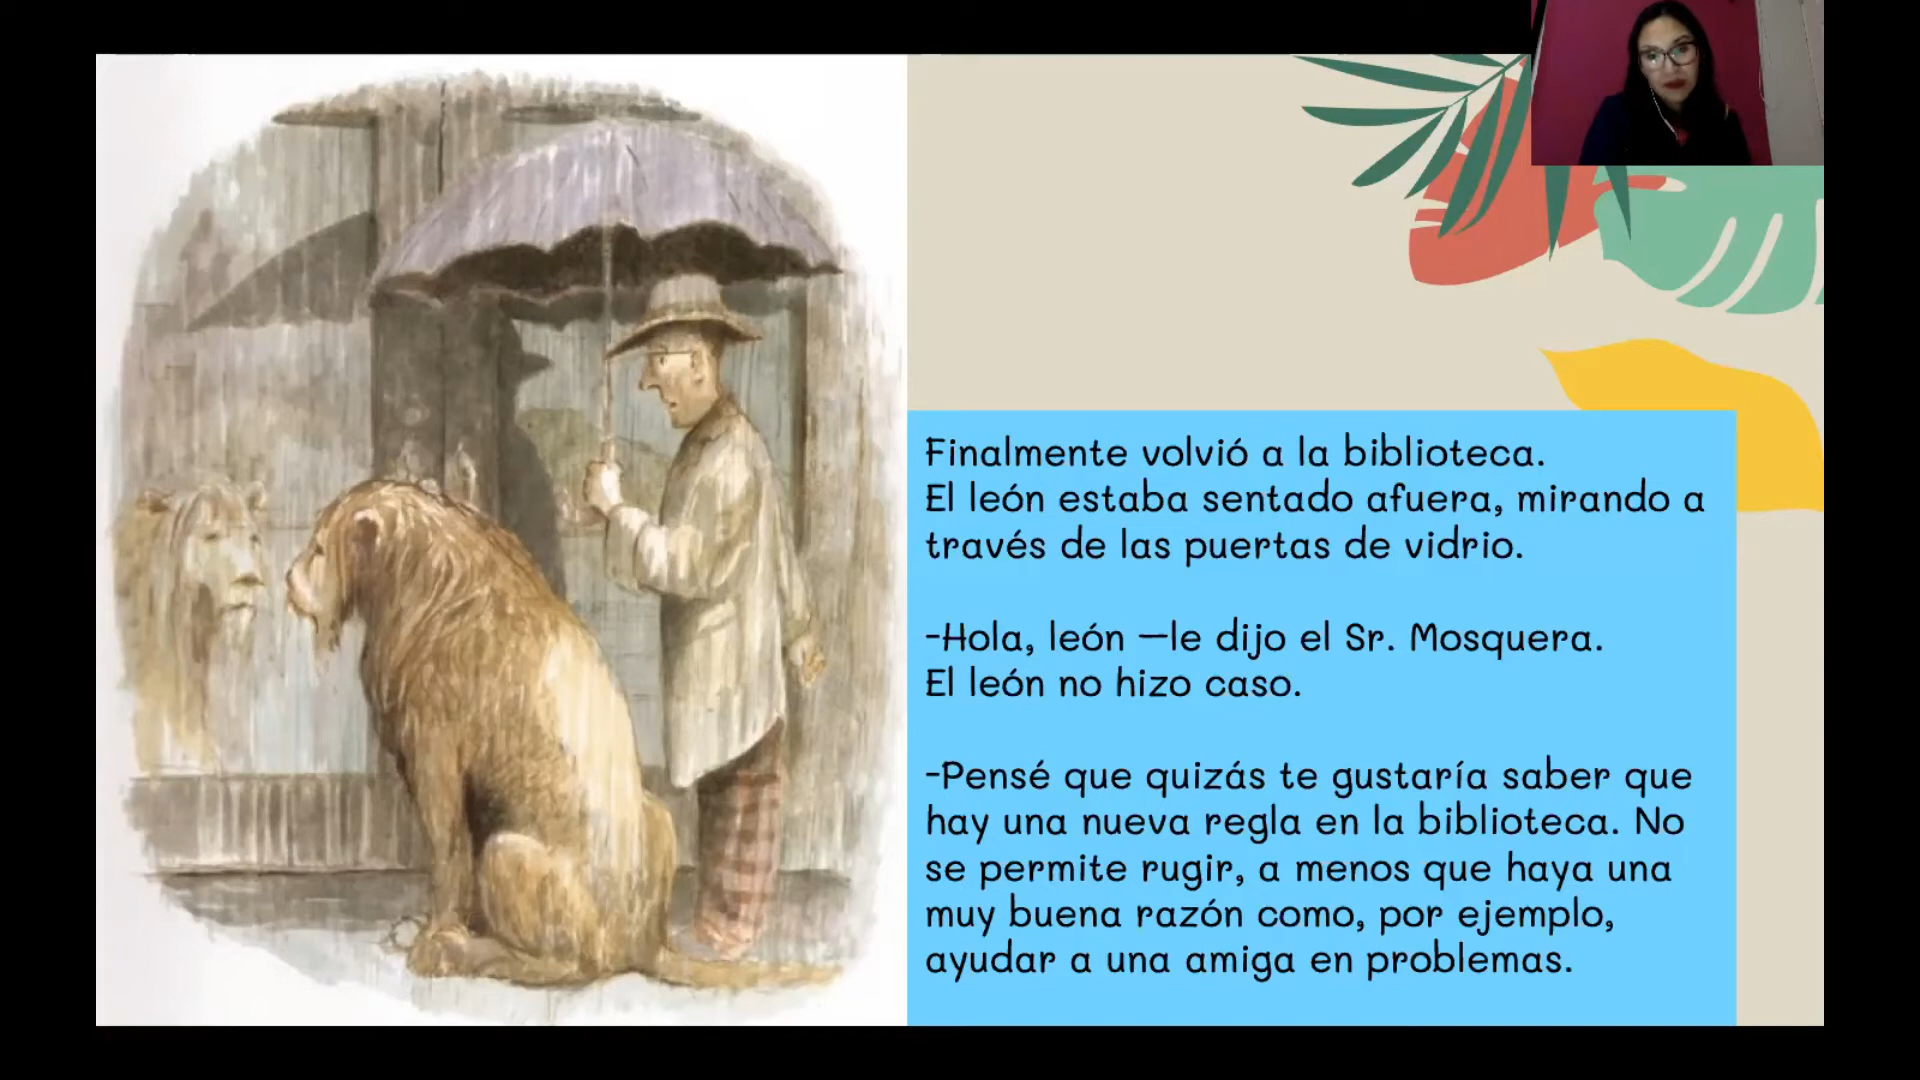 Finalmente volvió a la biblioteca.
El león estaba sentado afuera, mirando a
través de las puertas de vidrio.
-Hola, león —le dijo el Sr. Mosquera.
El león no hizo caso.
-Pensé que quizás te gustaría saber que
hay una nueva regla en la biblioteca. No
se permite rugir, a menos que haya una
muy buena razón como, por ejemplo,
ayudar a una amiga en problemas.